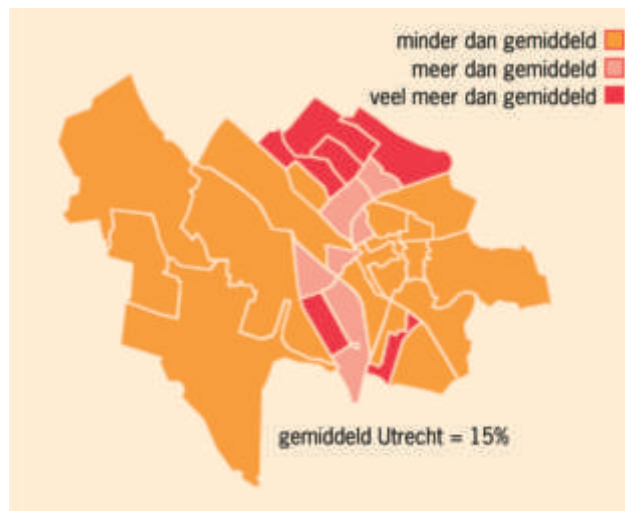 minder dan gemiddeld
meer dan gemiddeld
veel meer dan gemiddeld
gemiddeld Utrecht = 15%